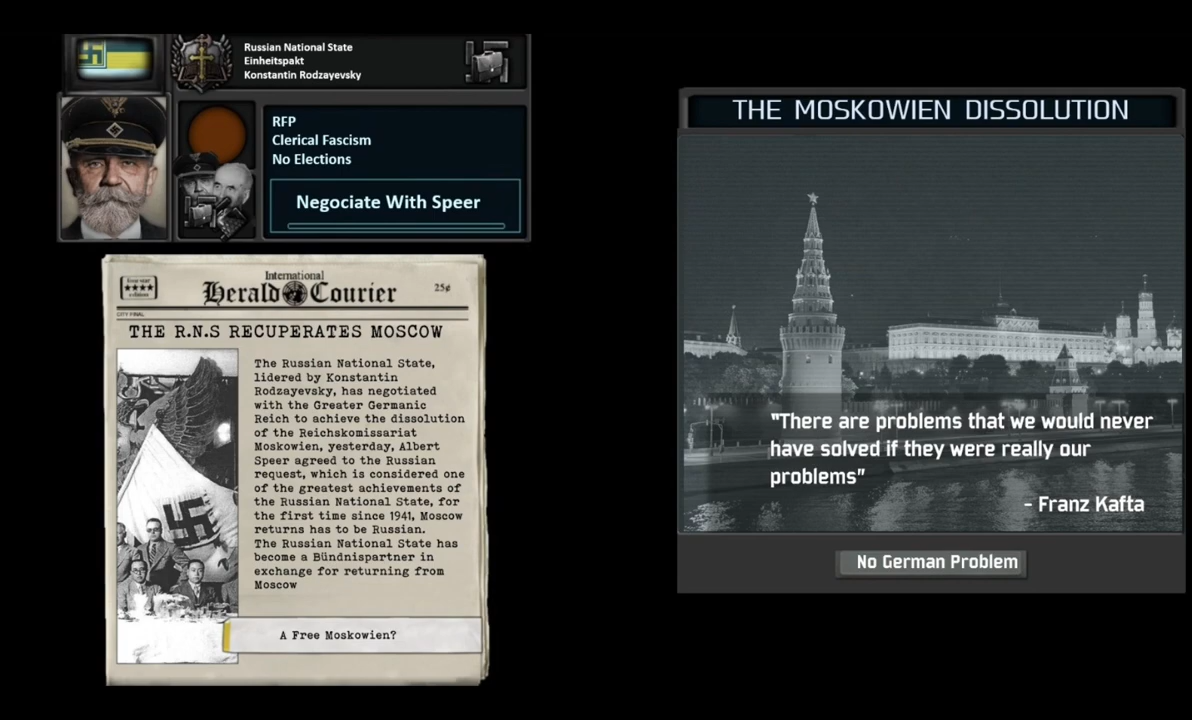 Russian National State
Einheitspakt
Konstantin Rodzayevsky
RFP
Clerical Fascism
No Elections
Negociate With Speer
four star
★★★★
edition
International
Herald Courier
25¢
CITY FINAL
THE R.N.S RECUPERATES MOSCOW
The Russian National State,
lidered by Konstantin
Rodzayevsky, has negotiated
with the Greater Germanic
Reich to achieve the dissolution
of the Reichskomissariat
Moskowien, yesterday, Albert
Speer agreed to the Russian
request, which is considered one
of the greatest achievements of
the Russian National State, for
the first time since 1941, Moscow
returns has to be Russian.
The Russian National State has
become a Bündnispartner in
exchange for returning from
Moscow
A Free Moskowien?
THE MOSKOWIEN DISSOLUTION
"There are problems that we would never
have solved if they were really our
problems"
- Franz Kafta
No German Problem